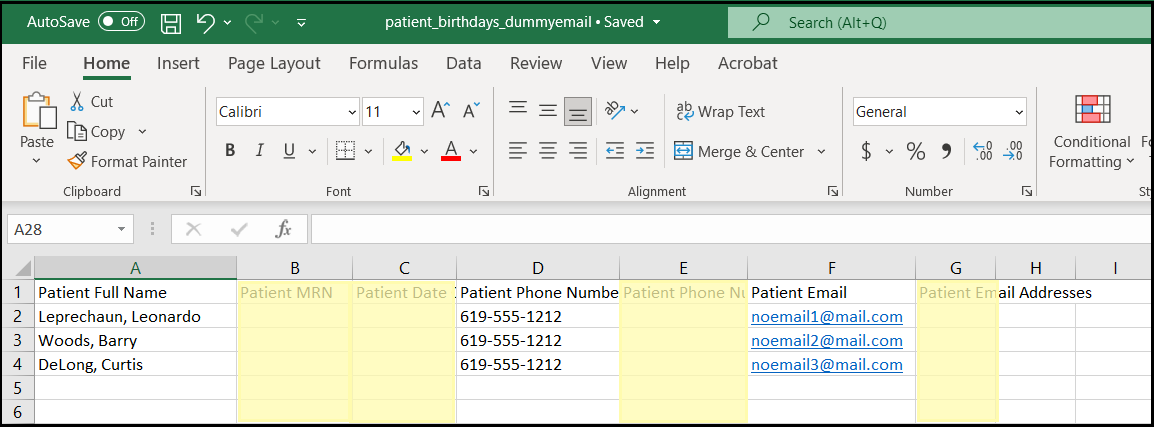 AutoSave Off patient_birthdays_dummyemail • Saved Search (Alt+Q)
File Home Insert Page Layout Formulas Data Review View Help Acrobat
Paste Cut Copy Format Painter
Calibri 11 A A
B I U A
ab Wrap Text
Merge & Center
General
$ % 9 .00 .00
Conditional Formatting
Clipboard Font Alignment Number
A28 fx
A B C D E F G H I
1 Patient Full Name Patient MRN Patient Date Patient Phone Numbe Patient Phone Nu Patient Email Patient Email Addresses
2 Leprechaun, Leonardo 619-555-1212 noemail1@mail.com
3 Woods, Barry 619-555-1212 noemail2@mail.com
4 DeLong, Curtis 619-555-1212 noemail3@mail.com
5
6